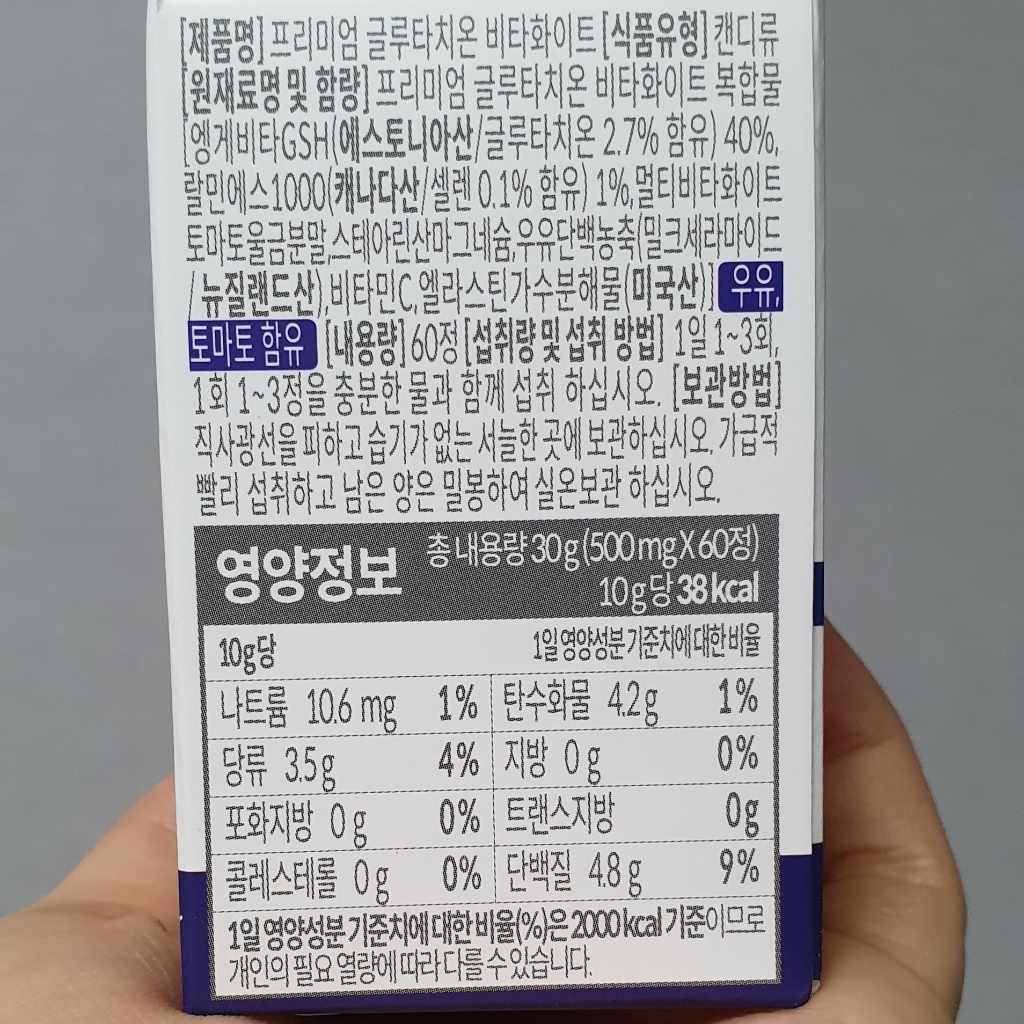 [제품명] 프리미엄 글루타치온 비타화이트 [식품유형] 캔디류
[원재료명 및 함량] 프리미엄 글루타치온 비타화이트 복합물
[엥게비타GSH(에스토니아산/글루타치온 2.7% 함유) 40%,
랄민에스1000(캐나다산/셀렌 0.1% 함유) 1%,멀티비타화이트
토마토울금분말,스테아린산마그네슘,우유단백농축(밀크세라마이드
/뉴질랜드산),비타민C,엘라스틴가수분해물(미국산)] 우유,
토마토 함유 [내용량] 60정 [섭취량 및 섭취 방법] 1일 1~3회,
1회 1~3정을 충분한 물과 함께 섭취 하십시오. [보관방법]
직사광선을 피하고 습기가 없는 서늘한 곳에 보관하십시오. 가급적
빨리 섭취하고 남은 양은 밀봉하여 실온보관 하십시오.
영양정보 총 내용량 30g(500mgX60정)
10g당 38kcal
10g당 1일 영양성분 기준치에 대한 비율
나트륨 10.6mg 1% 탄수화물 4.2g 1%
당류 3.5g 4% 지방 0g 0%
포화지방 0g 0% 트랜스지방 0g
콜레스테롤 0g 0% 단백질 4.8g 9%
1일 영양성분 기준치에 대한 비율(%)은 2000kcal 기준이므로
개인의 필요 열량에 따라 다를 수 있습니다.